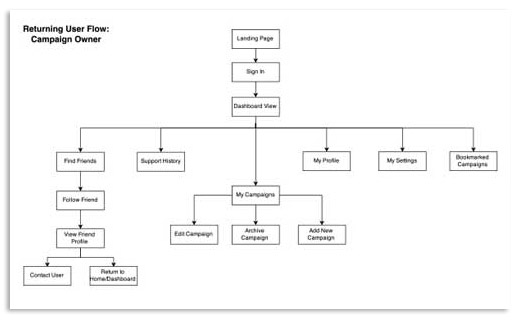 Returning User Flow:
Campaign Owner
Landing Page
Sign In
Dashboard View
Find Friends
Support History
My Profile
My Settings
Bookmarked
Campaigns
Follow Friend
My Campaigns
View Friend
Profile
Edit Campaign
Archive
Campaign
Add New
Campaign
Contact User
Return to
Home/Dashboard